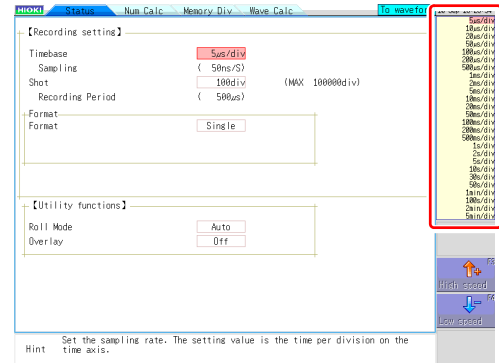 HIOKI Status Num Calc Memory Div Wave Calc To wavefor
【Recording setting】
Timebase 5μs/div
Sampling ( 50ns/S)
Shot 100div (MAX 100000div)
Recording Period ( 500μs)
Format
Format Single
【Utility functions】
Roll Mode Auto
Overlay Off
Hint Set the sampling rate. The setting value is the time per division on the
time axis.
5μs/div
10μs/div
20μs/div
50μs/div
100μs/div
200μs/div
500μs/div
1ms/div
2ms/div
5ms/div
10ms/div
20ms/div
50ms/div
100ms/div
200ms/div
500ms/div
1s/div
2s/div
5s/div
10s/div
30s/div
50s/div
1min/div
100s/div
2min/div
5min/div
High speed
Low speed